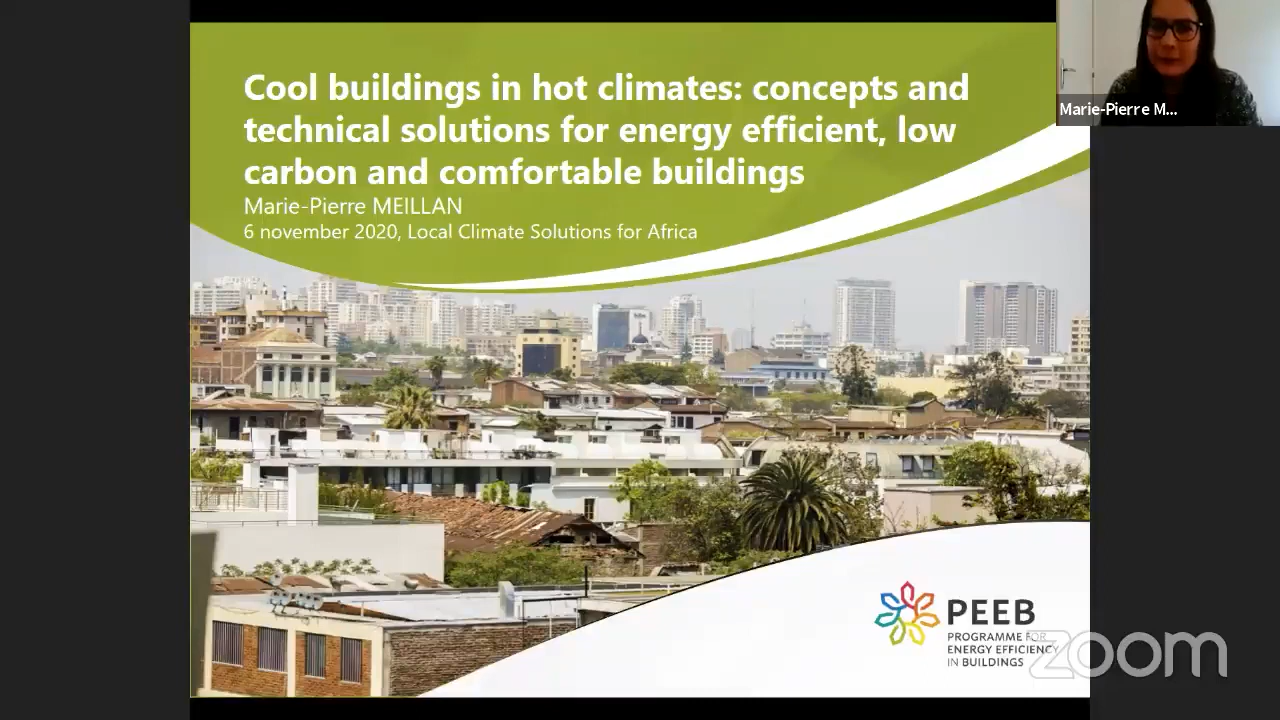 Cool buildings in hot climates: concepts and
technical solutions for energy efficient, low
carbon and comfortable buildings
Marie-Pierre MEILLAN
6 november 2020, Local Climate Solutions for Africa
Marie-Pierre M...
PEEB
PROGRAMME FOR
ENERGY EFFICIENCY
IN BUILDINGS
zoom